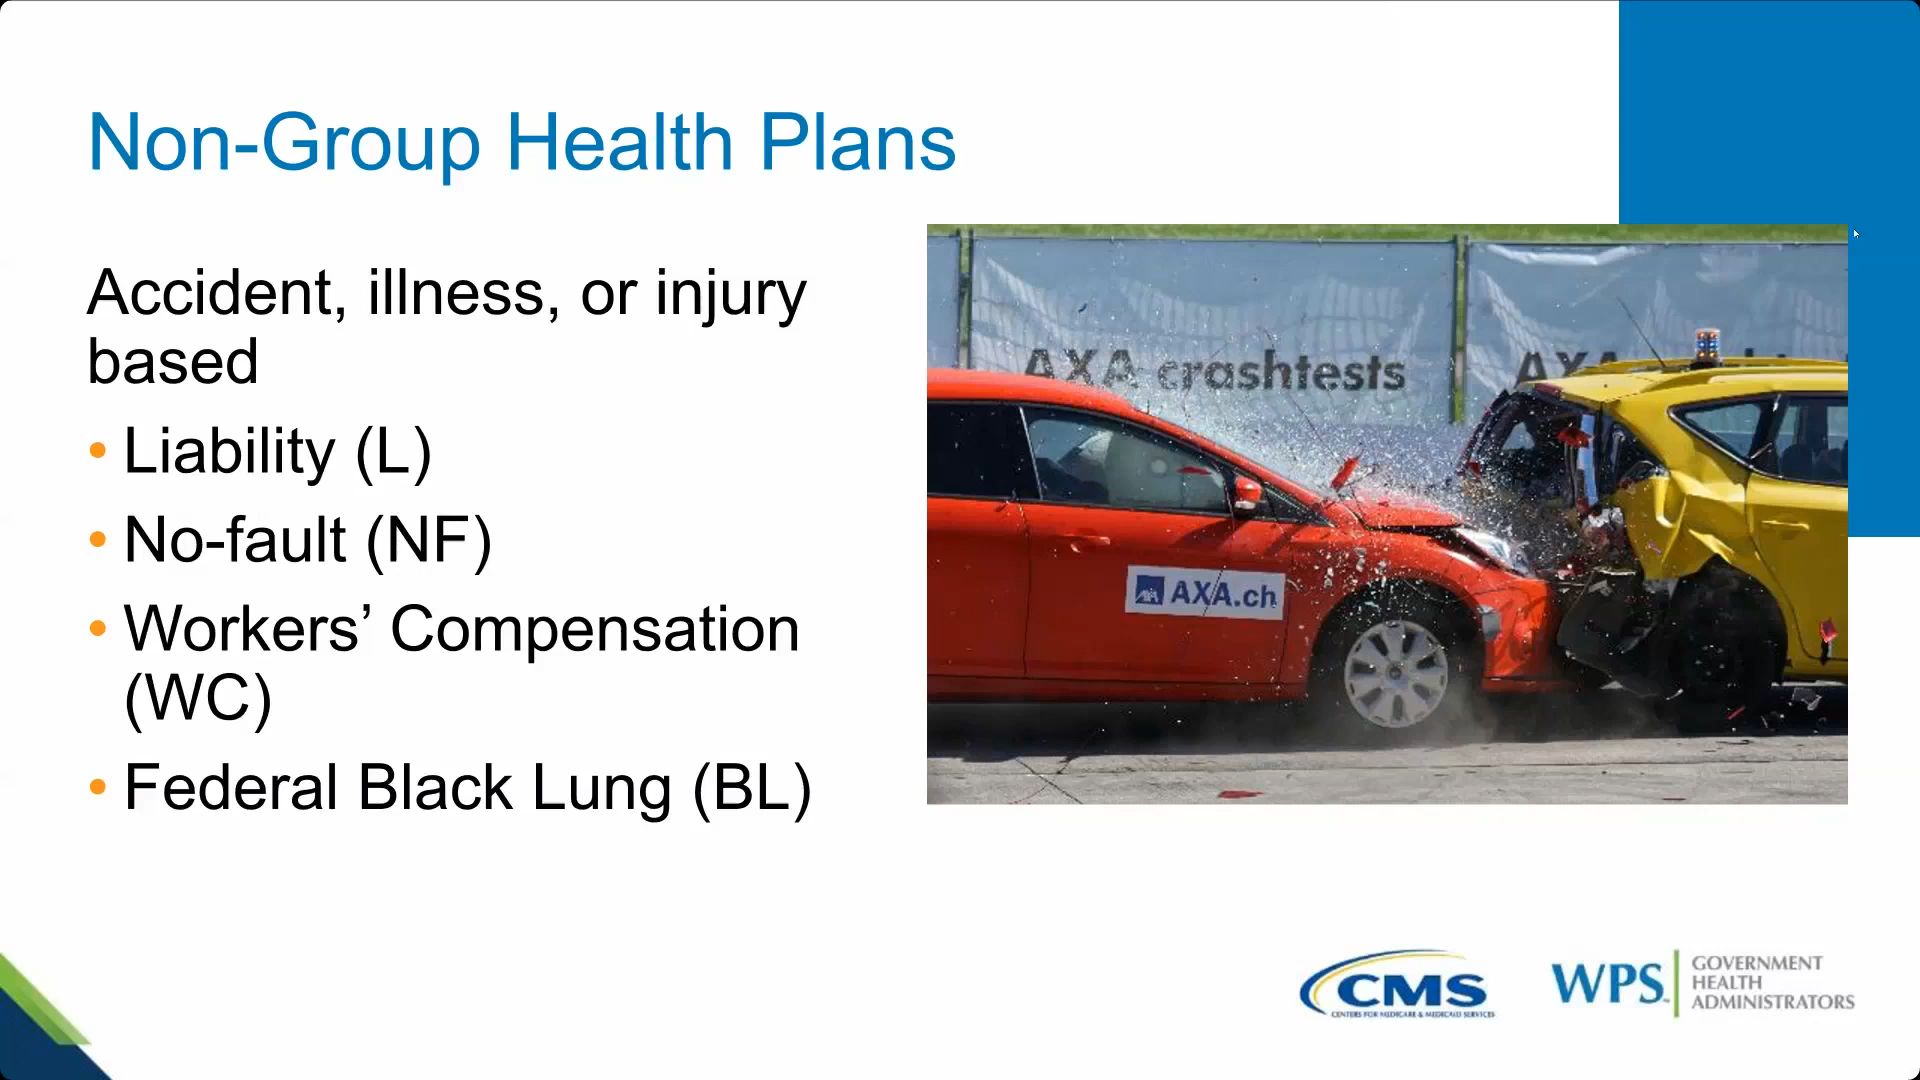 Non-Group Health Plans
Accident, illness, or injury
based
• Liability (L)
• No-fault (NF)
• Workers’ Compensation
(WC)
• Federal Black Lung (BL)
AXA crashtests
AXA.ch
CMS
CENTERS FOR MEDICARE & MEDICAID SERVICES
WPS
GOVERNMENT
HEALTH
ADMINISTRATORS